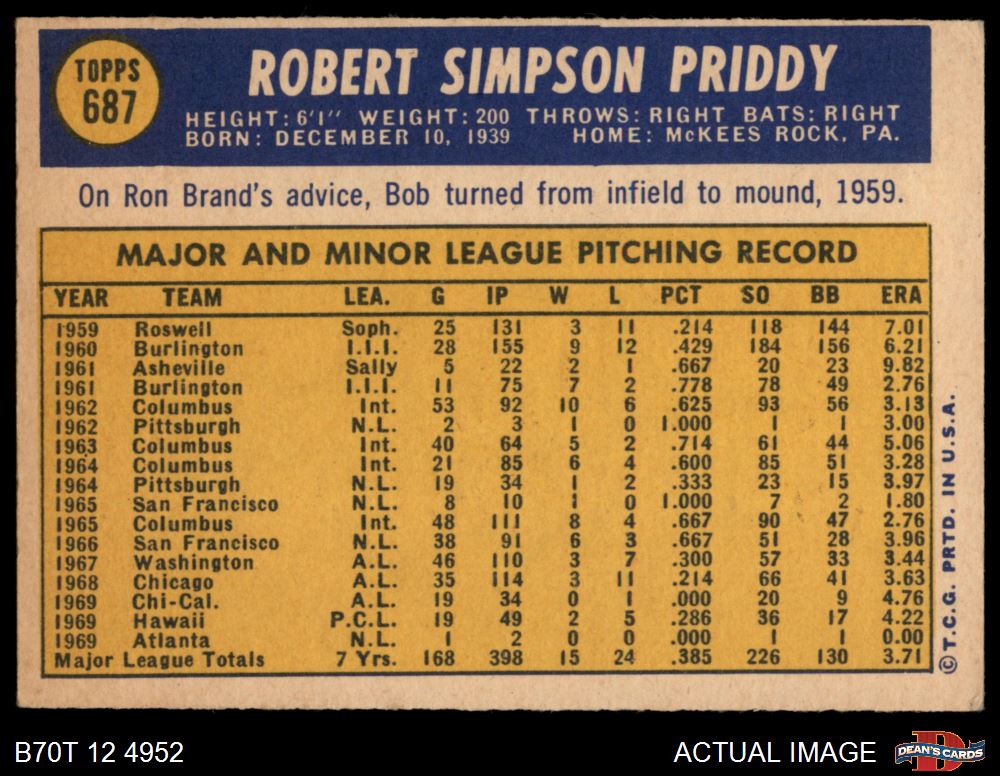 TOPPS
687
ROBERT SIMPSON PRIDDY
HEIGHT: 6'1" WEIGHT: 200 THROWS: RIGHT BATS: RIGHT
BORN: DECEMBER 10, 1939 HOME: McKEES ROCK, PA.
On Ron Brand's advice, Bob turned from infield to mound, 1959.
MAJOR AND MINOR LEAGUE PITCHING RECORD
YEAR TEAM LEA. G IP W L PCT SO BB ERA
1959 Roswell Soph. 25 131 3 11 .214 118 144 7.01
1960 Burlington I.I.I. 28 155 9 12 .429 184 156 6.21
1961 Asheville Sally 5 22 2 1 .667 20 23 9.82
1961 Burlington I.I.I. 11 75 7 2 .778 78 49 2.76
1962 Columbus Int. 53 92 10 6 .625 93 56 3.13
1962 Pittsburgh N.L. 2 3 1 0 1.000 1 1 3.00
1963 Columbus Int. 40 64 5 2 .714 61 44 5.06
1964 Columbus Int. 21 85 6 4 .600 85 51 3.28
1964 Pittsburgh N.L. 19 34 1 2 .333 23 15 3.97
1965 San Francisco N.L. 8 10 1 0 1.000 7 2 1.80
1965 Columbus Int. 48 111 8 4 .667 90 47 2.76
1966 San Francisco N.L. 38 91 6 3 .667 51 28 3.96
1967 Washington A.L. 46 110 3 7 .300 57 33 3.44
1968 Chicago A.L. 35 114 3 11 .214 66 41 3.63
1969 Chi-Cal. A.L. 19 34 0 1 .000 20 9 4.76
1969 Hawaii P.C.L. 19 49 2 5 .286 36 17 4.22
1969 Atlanta N.L. 1 2 0 0 .000 1 1 0.00
Major League Totals 7 Yrs. 168 398 15 24 .385 226 130 3.71
©T.C.G. PRTD. IN U.S.A.
B70T 12 4952
ACTUAL IMAGE
DEAN'S CARDS